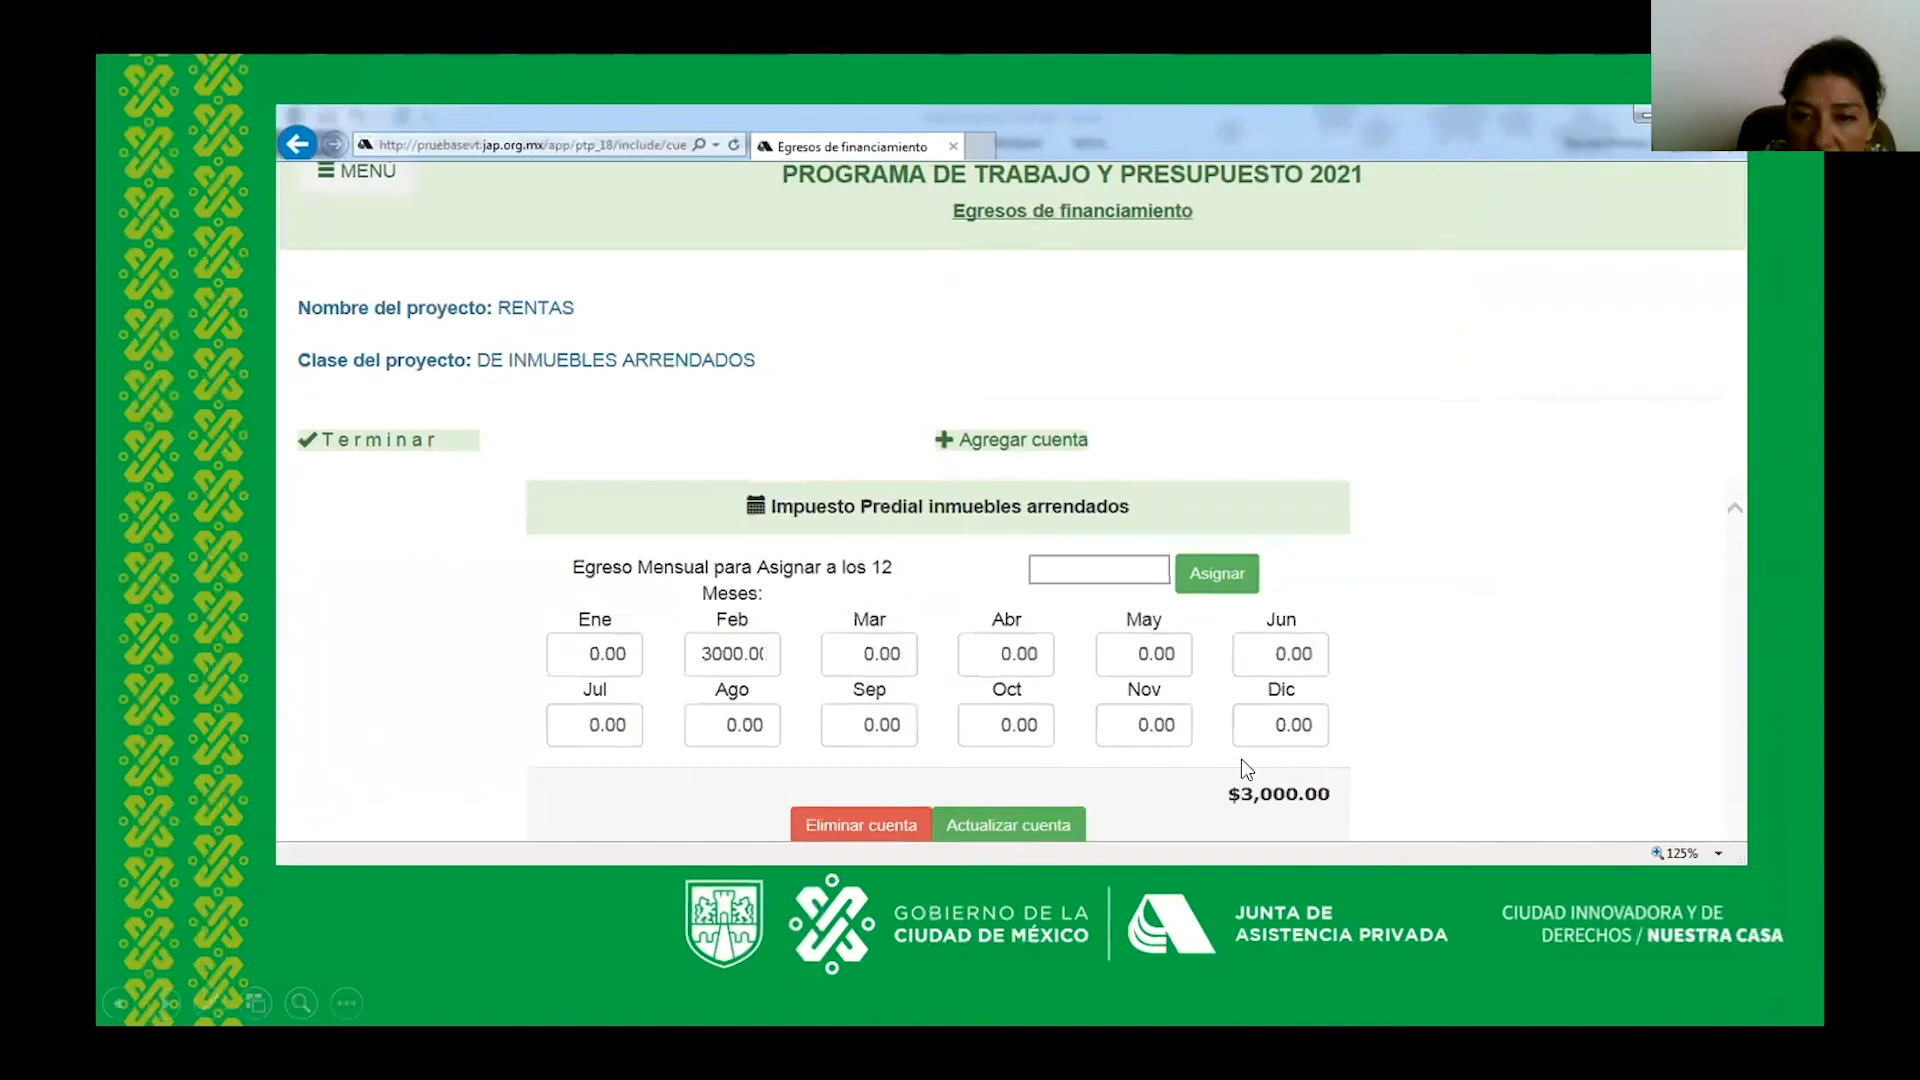 http://pruebasevt.jap.org.mx/app/ptp_18/include/cue
Egresos de financiamiento
MENÚ
PROGRAMA DE TRABAJO Y PRESUPUESTO 2021
Egresos de financiamiento
Nombre del proyecto: RENTAS
Clase del proyecto: DE INMUEBLES ARRENDADOS
Terminar
Agregar cuenta
Impuesto Predial inmuebles arrendados
Egreso Mensual para Asignar a los 12
Meses:
Asignar
Ene Feb Mar Abr May Jun
0.00 3000.0 0.00 0.00 0.00 0.00
Jul Ago Sep Oct Nov Dic
0.00 0.00 0.00 0.00 0.00 0.00
$3,000.00
Eliminar cuenta Actualizar cuenta
125%
GOBIERNO DE LA
CIUDAD DE MÉXICO
JUNTA DE
ASISTENCIA PRIVADA
CIUDAD INNOVADORA Y DE
DERECHOS / NUESTRA CASA